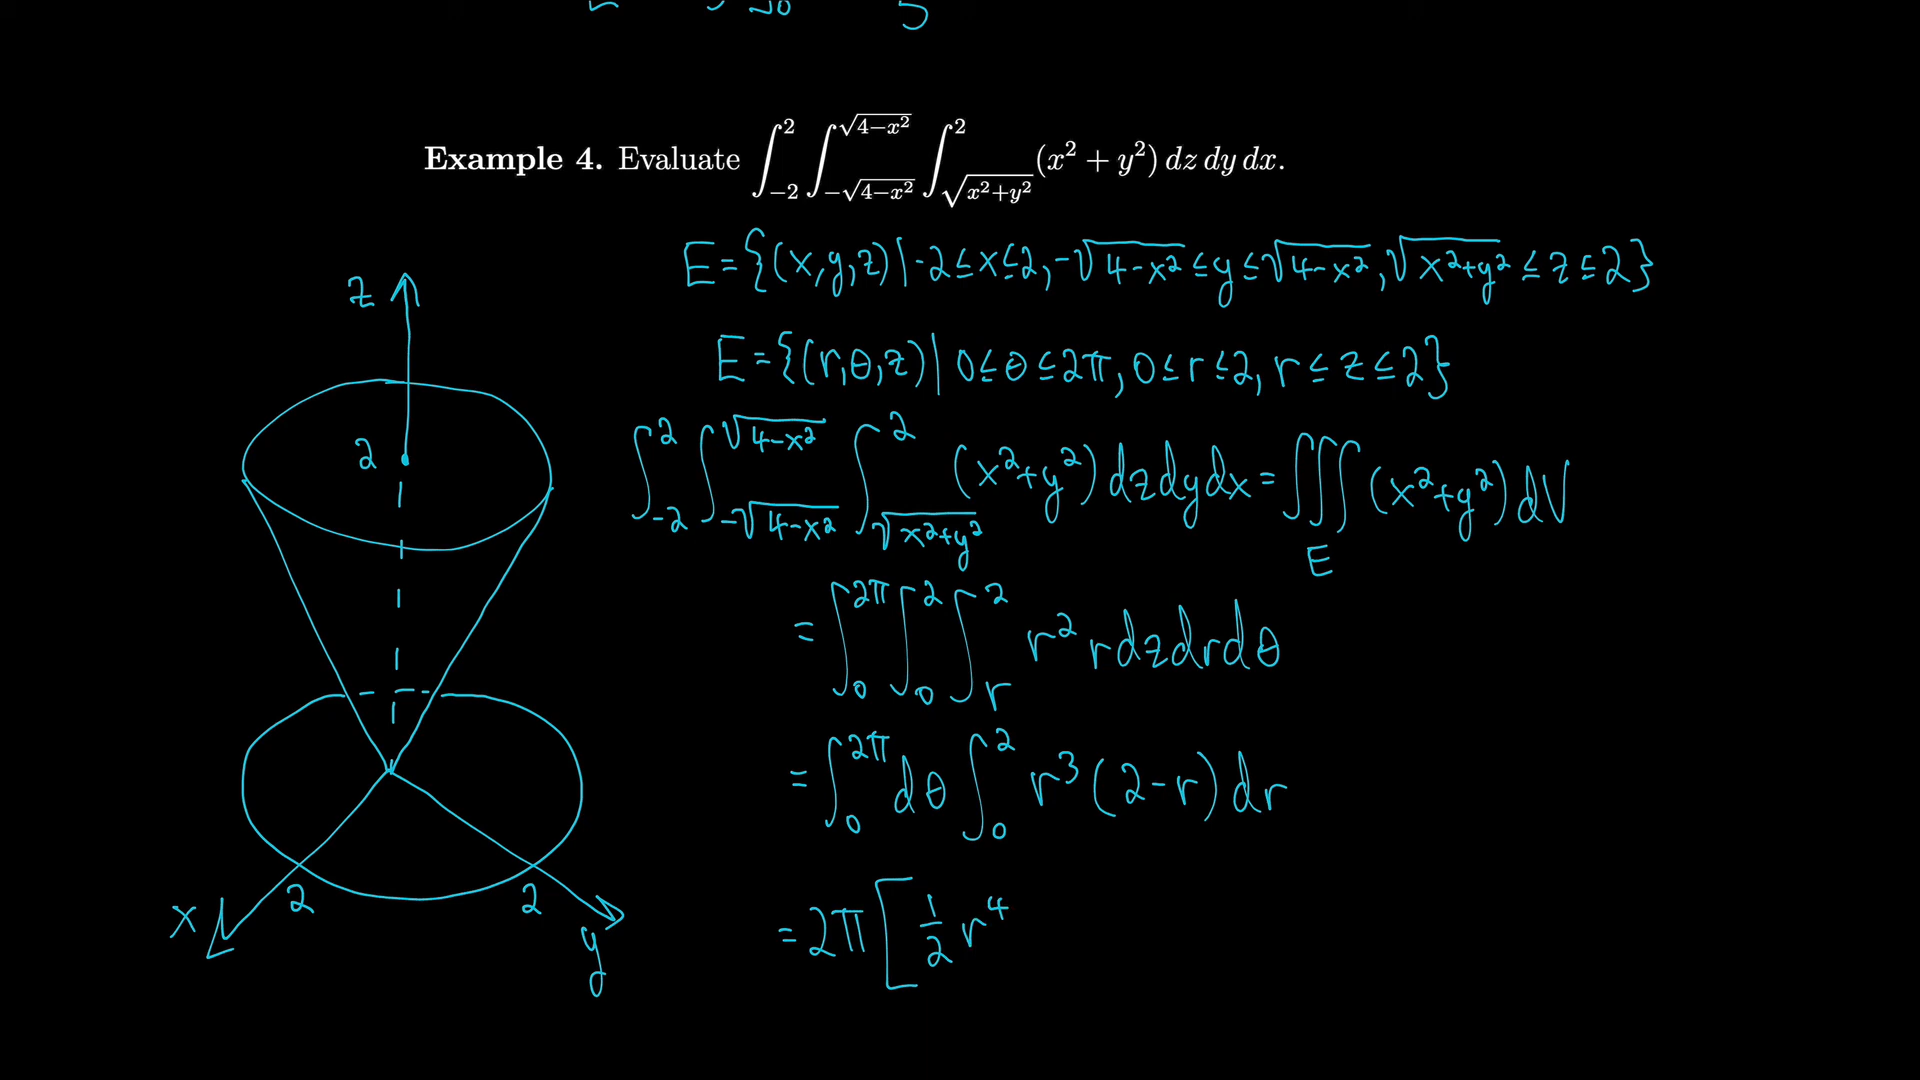 Example 4. Evaluate ∫_{-2}^{2} ∫_{-√(4-x²)}^{√(4-x²)} ∫_{√(x²+y²)}^{2} (x² + y²) dz dy dx.
E = {(x,y,z) | -2 ≤ x ≤ 2, -√(4-x²) ≤ y ≤ √(4-x²), √(x²+y²) ≤ z ≤ 2}
E = {(r,θ,z) | 0 ≤ θ ≤ 2π, 0 ≤ r ≤ 2, r ≤ z ≤ 2}
∫_{-2}^{2} ∫_{-√(4-x²)}^{√(4-x²)} ∫_{√(x²+y²)}^{2} (x²+y²) dz dy dx = ∭_E (x²+y²) dV
= ∫_0^{2π} ∫_0^2 ∫_r^2 r² r dz dr dθ
= ∫_0^{2π} dθ ∫_0^2 r³ (2-r) dr
= 2π [ 1/2 r⁴
z
2
x
2
2
y